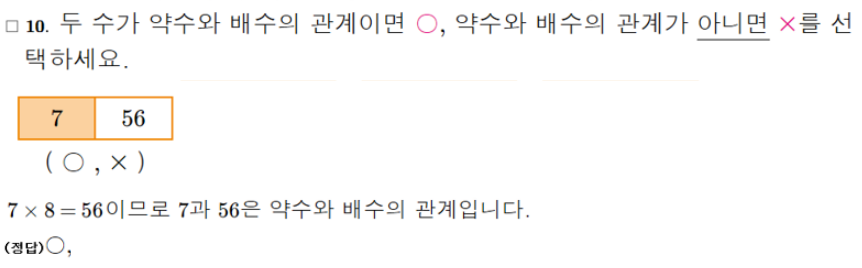 □ 10. 두 수가 약수와 배수의 관계이면 ○, 약수와 배수의 관계가 아니면 ×를 선
택하세요.
7 56
( ○ , × )
7 × 8 = 56이므로 7과 56은 약수와 배수의 관계입니다.
(정답)○,